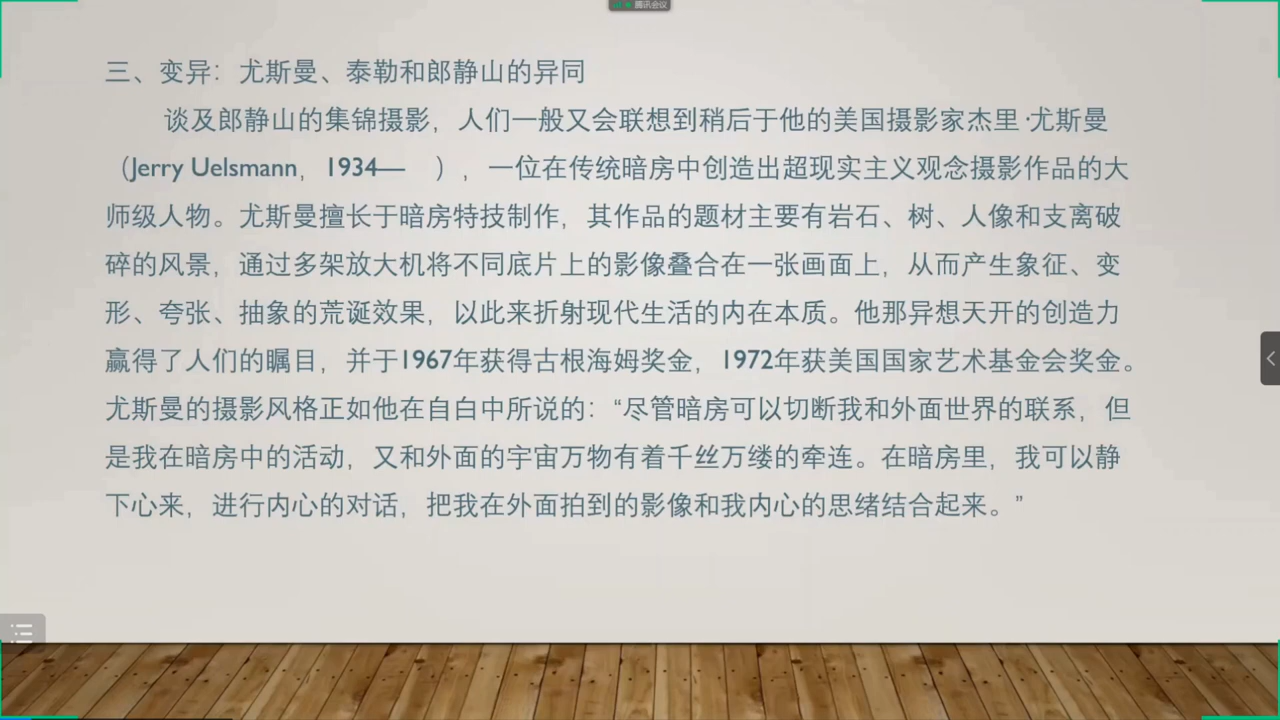 腾讯会议
三、变异：尤斯曼、泰勒和郎静山的异同
谈及郎静山的集锦摄影，人们一般又会联想到稍后于他的美国摄影家杰里·尤斯曼
（Jerry Uelsmann，1934—　），一位在传统暗房中创造出超现实主义观念摄影作品的大
师级人物。尤斯曼擅长于暗房特技制作，其作品的题材主要有岩石、树、人像和支离破
碎的风景，通过多架放大机将不同底片上的影像叠合在一张画面上，从而产生象征、变
形、夸张、抽象的荒诞效果，以此来折射现代生活的内在本质。他那异想天开的创造力
赢得了人们的瞩目，并于1967年获得古根海姆奖金，1972年获美国国家艺术基金会奖金。
尤斯曼的摄影风格正如他在自白中所说的：“尽管暗房可以切断我和外面世界的联系，但
是我在暗房中的活动，又和外面的宇宙万物有着千丝万缕的牵连。在暗房里，我可以静
下心来，进行内心的对话，把我在外面拍到的影像和我内心的思绪结合起来。”